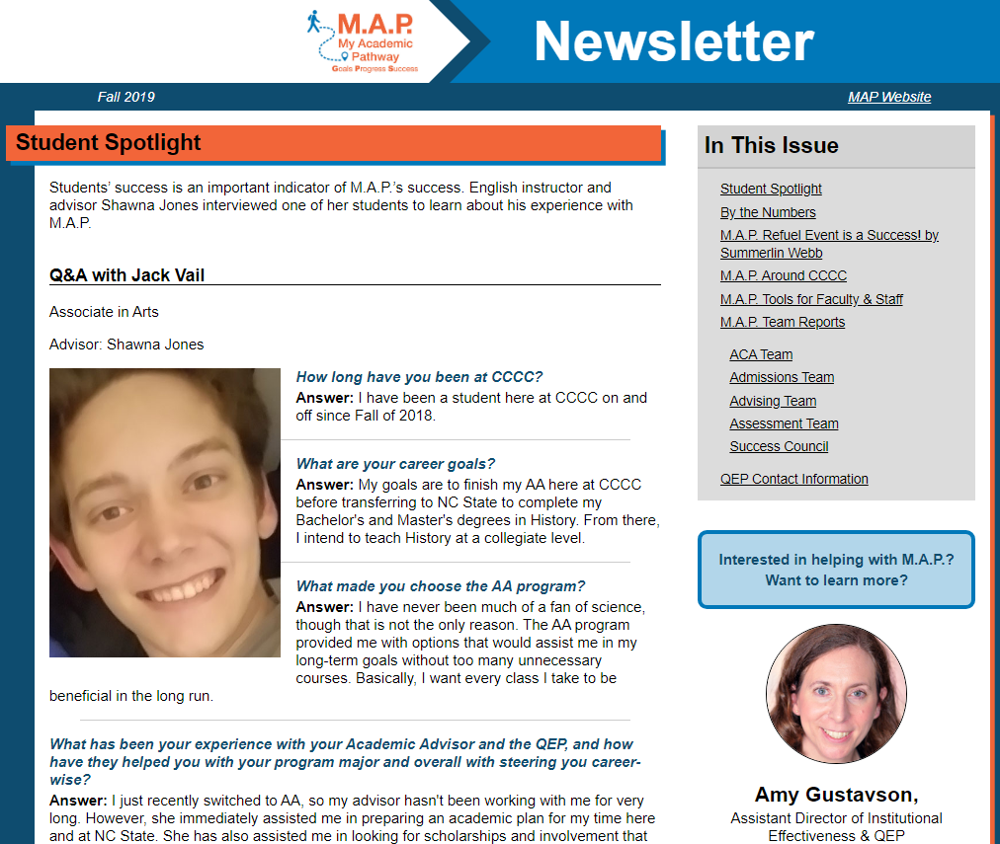 M.A.P.
My Academic
Pathway
Goals Progress Success
Newsletter
Fall 2019
MAP Website
Student Spotlight
Students' success is an important indicator of M.A.P.'s success. English instructor and
advisor Shawna Jones interviewed one of her students to learn about his experience with
M.A.P.
Q&A with Jack Vail
Associate in Arts
Advisor: Shawna Jones
How long have you been at CCCC?
Answer: I have been a student here at CCCC on and
off since Fall of 2018.
What are your career goals?
Answer: My goals are to finish my AA here at CCCC
before transferring to NC State to complete my
Bachelor's and Master's degrees in History. From there,
I intend to teach History at a collegiate level.
What made you choose the AA program?
Answer: I have never been much of a fan of science,
though that is not the only reason. The AA program
provided me with options that would assist me in my
long-term goals without too many unnecessary
courses. Basically, I want every class I take to be
beneficial in the long run.
What has been your experience with your Academic Advisor and the QEP, and how
have they helped you with your program major and overall with steering you career-
wise?
Answer: I just recently switched to AA, so my advisor hasn't been working with me for very
long. However, she immediately assisted me in preparing an academic plan for my time here
and at NC State. She has also assisted me in looking for scholarships and involvement that
In This Issue
Student Spotlight
By the Numbers
M.A.P. Refuel Event is a Success! by
Summerlin Webb
M.A.P. Around CCCC
M.A.P. Tools for Faculty & Staff
M.A.P. Team Reports
ACA Team
Admissions Team
Advising Team
Assessment Team
Success Council
QEP Contact Information
Interested in helping with M.A.P.?
Want to learn more?
Amy Gustavson,
Assistant Director of Institutional
Effectiveness & QEP